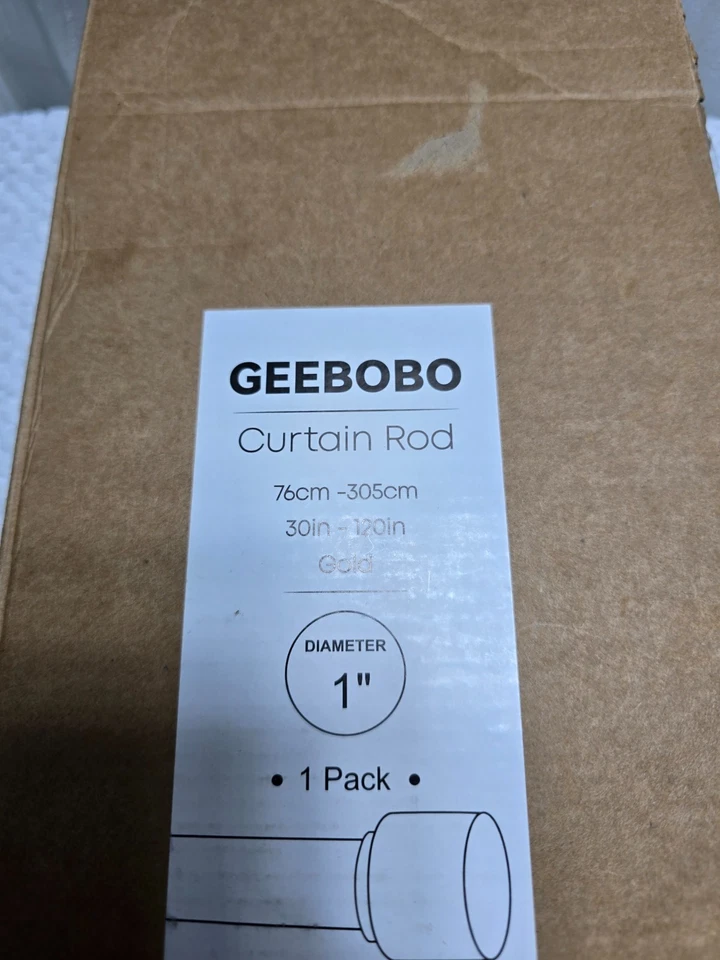 GEEBOBO
Curtain Rod
76cm -305cm
30in - 120in
Gold
DIAMETER
1"
• 1 Pack •